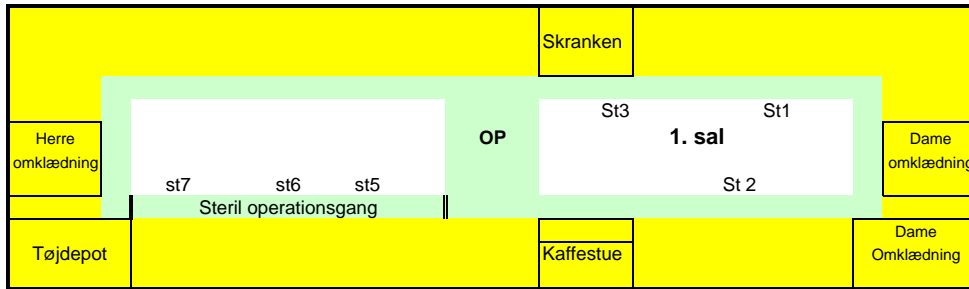 Skranken
St3 St1
OP 1. sal
Herre
omklædning
Dame
omklædning
st7 st6 st5 St 2
Steril operationsgang
Tøjdepot
Kaffestue
Dame
Omklædning